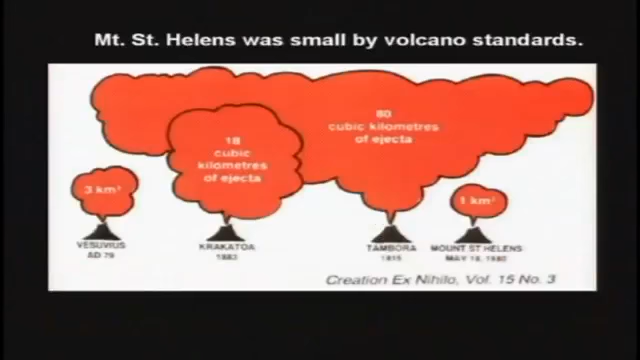 Mt. St. Helens was small by volcano standards.
80
cubic kilometres
of ejecta
18
cubic
kilometres
of ejecta
3 km³
1 km³
VESUVIUS
AD 79
KRAKATOA
1883
TAMBORA
1815
MOUNT ST HELENS
MAY 18, 1980
Creation Ex Nihilo, Vol. 15 No. 3